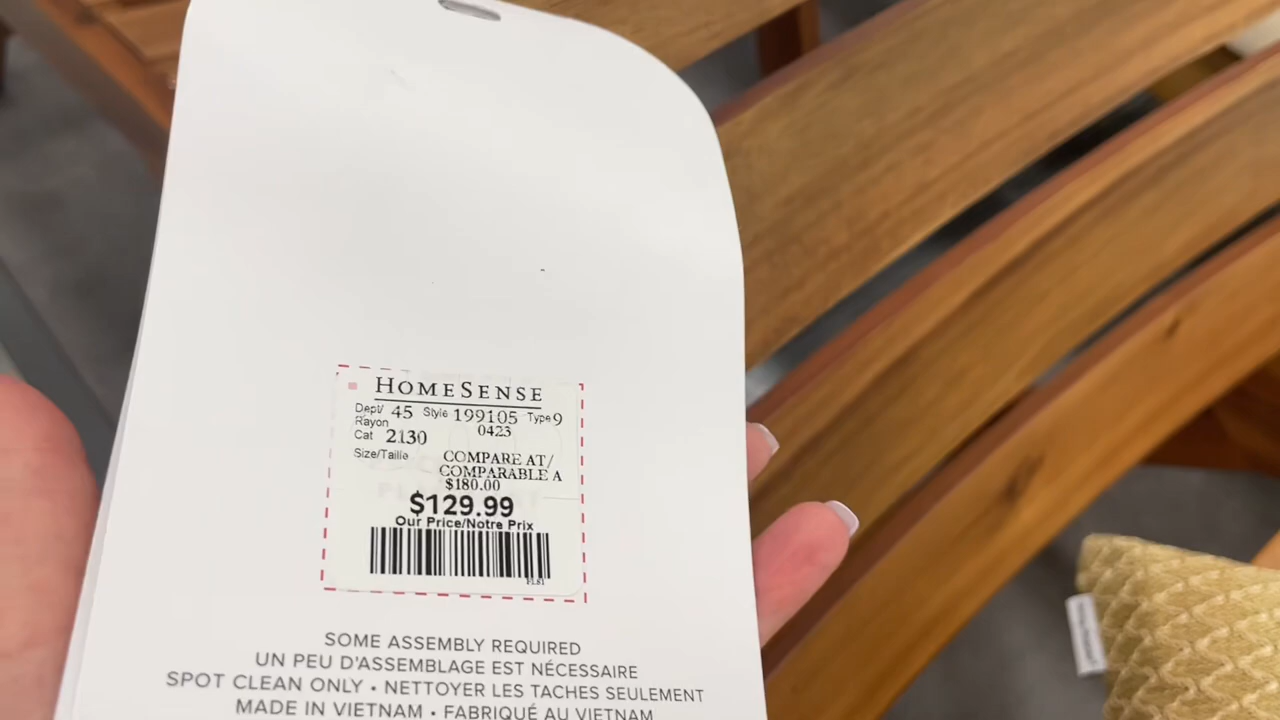 HOMESENSE
Dept/ 45 Style 199105 Type 9
Rayon 0423
Cat 2130
Size/Taille COMPARE AT/
COMPARABLE A
$180.00
$129.99
Our Price/Notre Prix
SOME ASSEMBLY REQUIRED
UN PEU D'ASSEMBLAGE EST NÉCESSAIRE
SPOT CLEAN ONLY • NETTOYER LES TACHES SEULEMENT
MADE IN VIETNAM • FABRIQUÉ AU VIETNAM